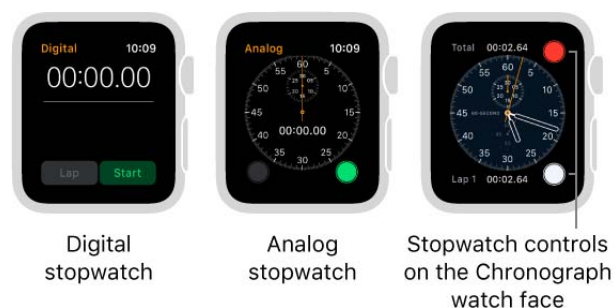 Digital 10:09
00:00.00
Lap Start
Analog 10:09
60
55 5
50 10
45 15
40 20
35 25
30
00:00.00
Total 00:02.64
60
55 5
50 10
45 15
40 20
35 25
30
Lap 1 00:02.64
Digital
stopwatch
Analog
stopwatch
Stopwatch controls
on the Chronograph
watch face